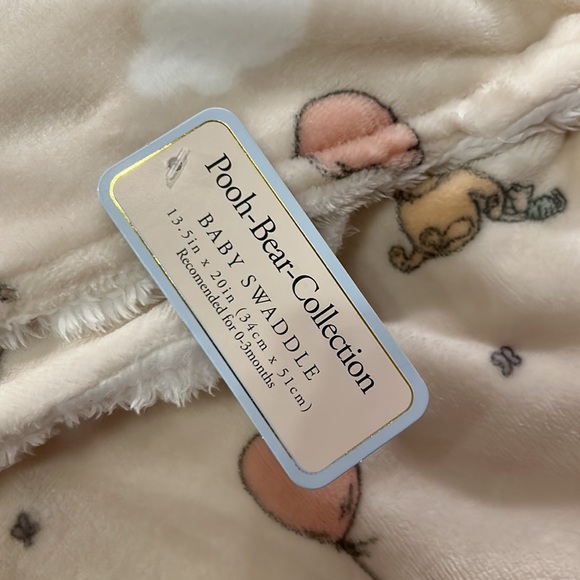 Pooh-Bear-Collection
BABY SWADDLE
13.5in x 20in (34cm x 51cm)
Recomended for 0-3months